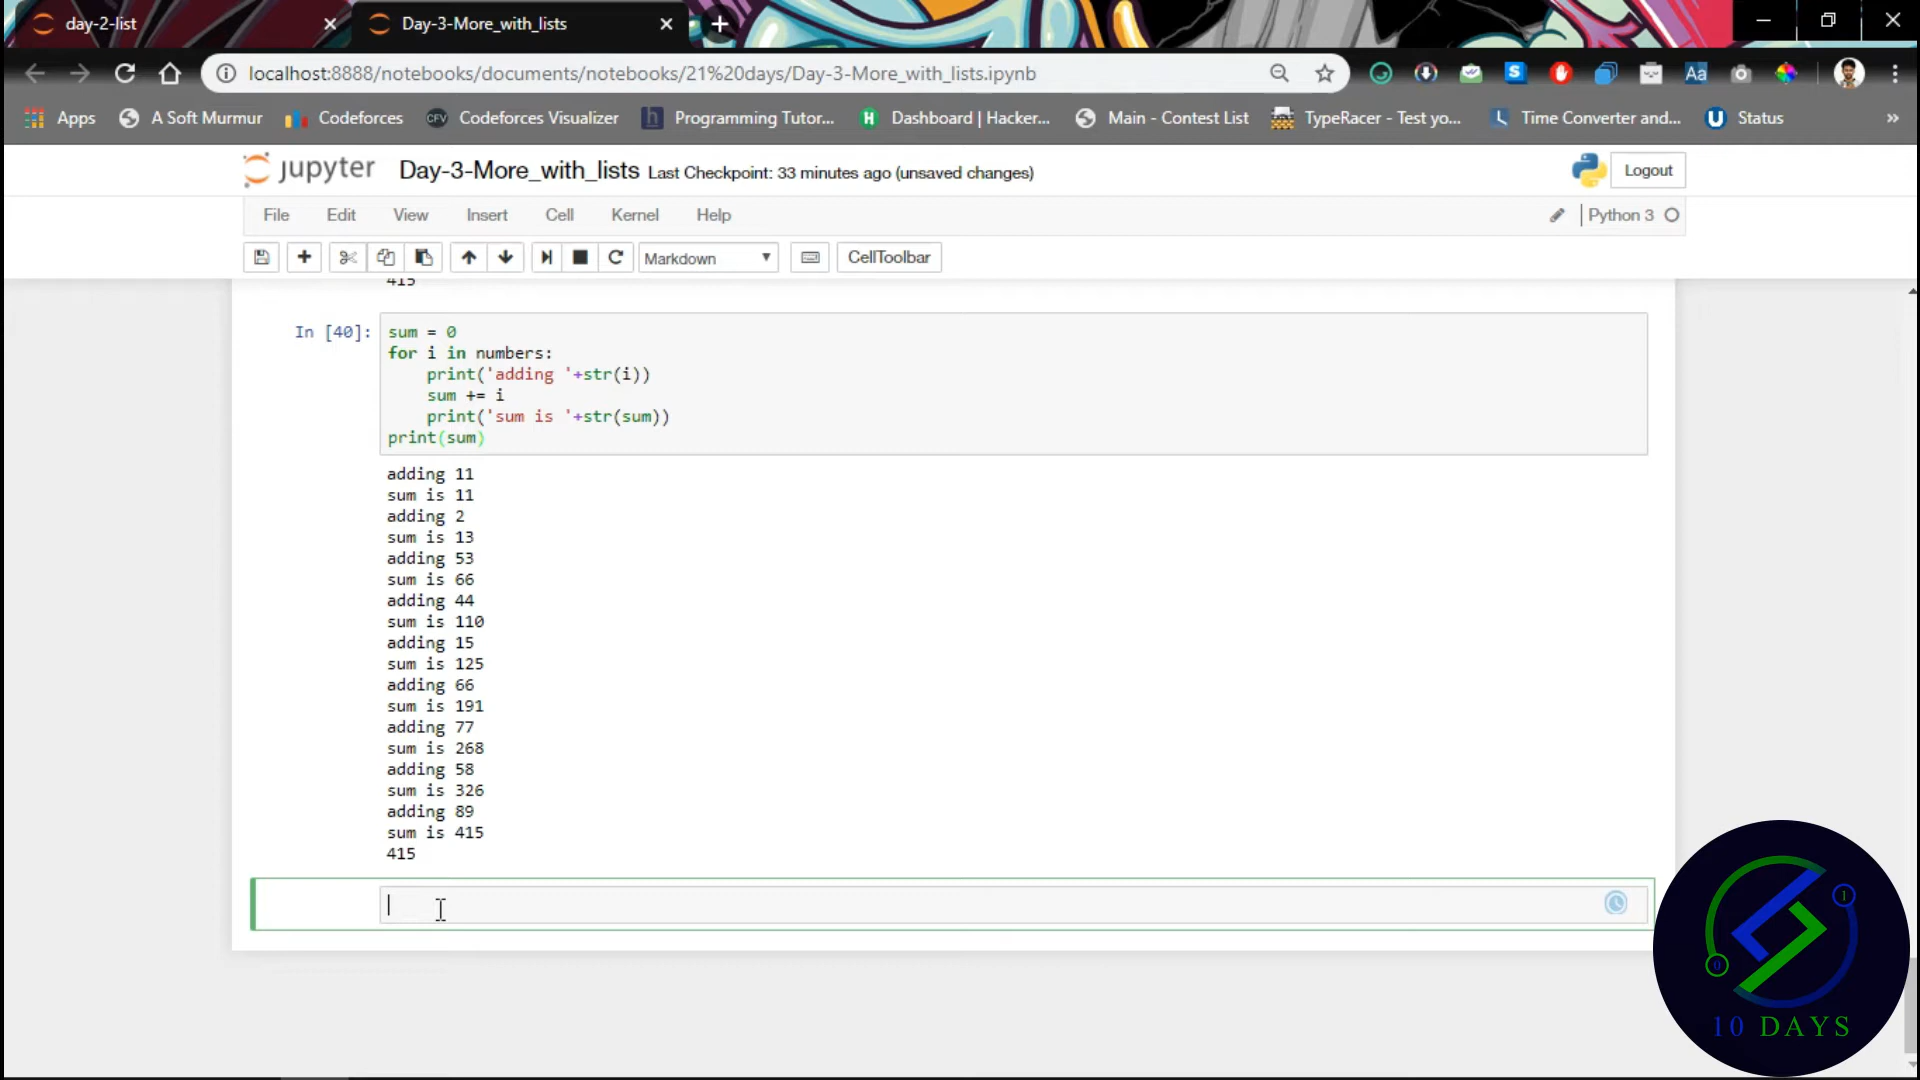 day-2-list
Day-3-More_with_lists
localhost:8888/notebooks/documents/notebooks/21%20days/Day-3-More_with_lists.ipynb
Apps A Soft Murmur Codeforces CFV Codeforces Visualizer h Programming Tutor... H Dashboard | Hacker... Main - Contest List TypeRacer - Test yo... Time Converter and... U Status »
jupyter Day-3-More_with_lists Last Checkpoint: 33 minutes ago (unsaved changes) Logout
File Edit View Insert Cell Kernel Help Python 3
Markdown CellToolbar
415
In [40]: sum = 0
for i in numbers:
    print('adding '+str(i))
    sum += i
    print('sum is '+str(sum))
print(sum)
adding 11
sum is 11
adding 2
sum is 13
adding 53
sum is 66
adding 44
sum is 110
adding 15
sum is 125
adding 66
sum is 191
adding 77
sum is 268
adding 58
sum is 326
adding 89
sum is 415
415
1
0
10 DAYS